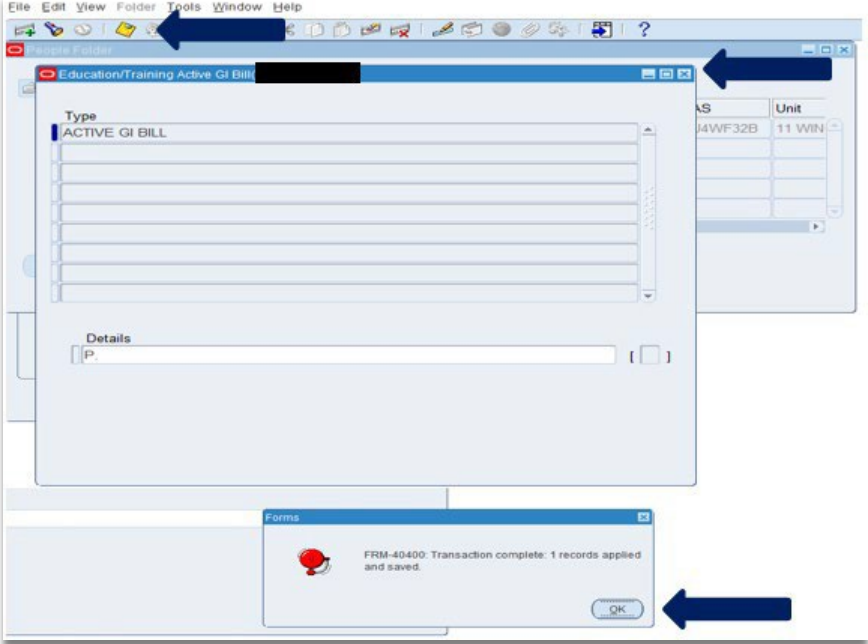 File Edit View Folder Tools Window Help
People Folder
Education/Training Active GI Bill(
Type
ACTIVE GI BILL
AS Unit
J4WF32B 11 WIN
Details
P. [ ]
Forms
FRM-40400: Transaction complete: 1 records applied
and saved.
OK